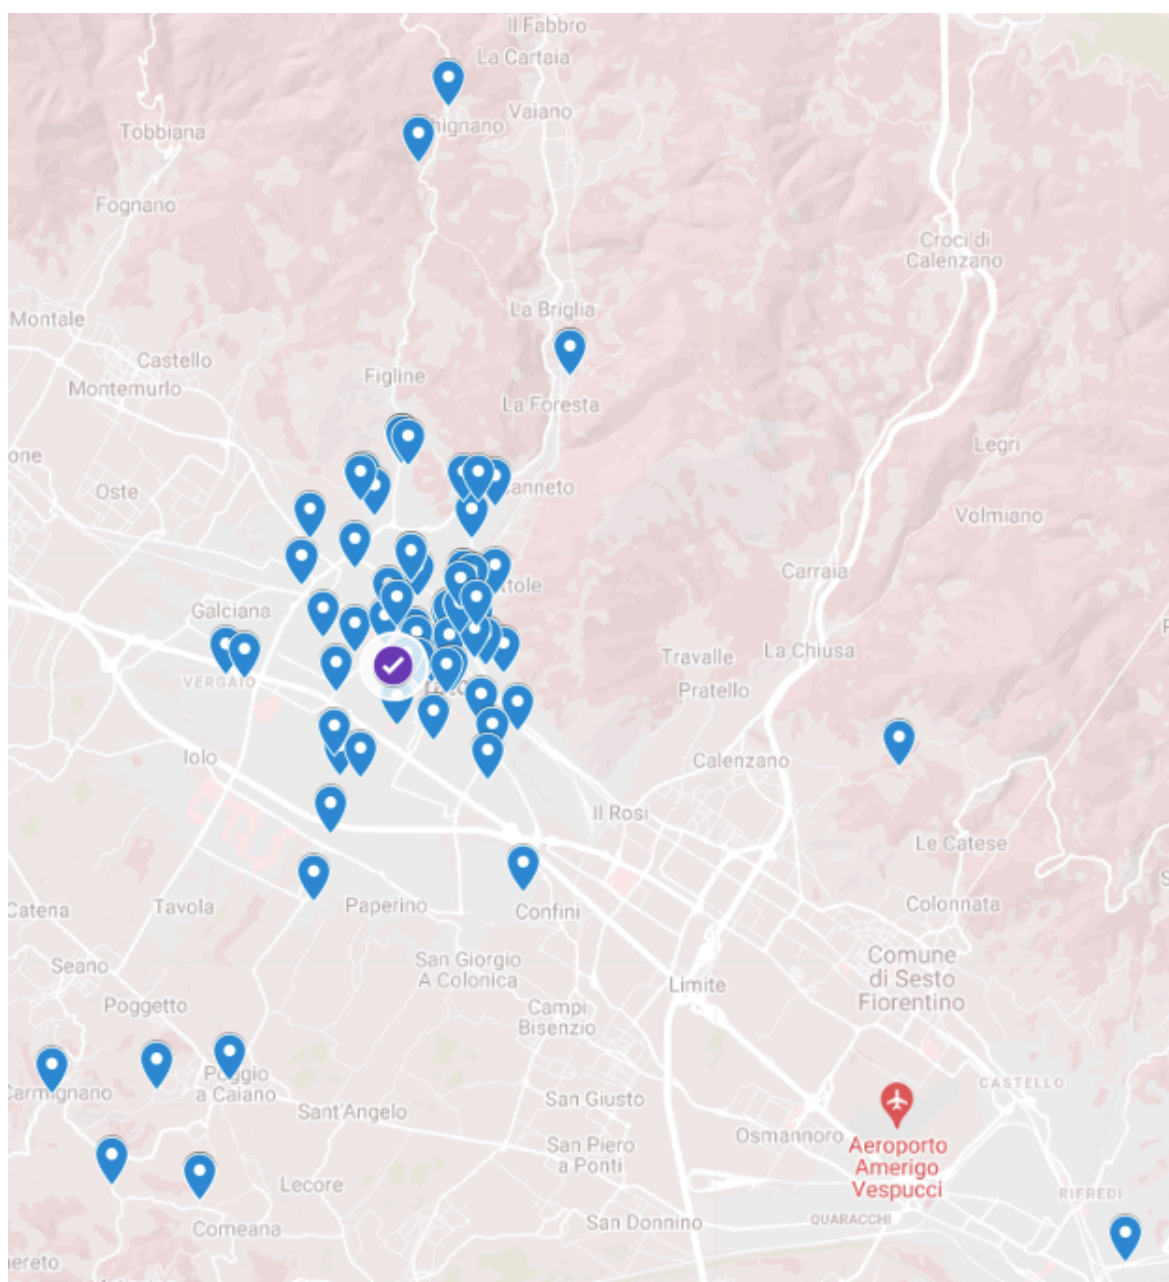 Il Fabbro
La Cartaia
Vaiano
Tobbiana
Fognano
Croci di
Calenzano
La Briglia
Montale
Castello
Montemurlo
Figline
La Foresta
Legri
Oste
Canneto
Volmiano
Carraia
Galciana
La Chiusa
Travalle
VERGAIO
Pratello
Iolo
Calenzano
Il Rosi
Le Catese
Catena
Tavola
Paperino
Confini
Colonnata
San Giorgio
A Colonica
Comune
di Sesto
Fiorentino
Seano
Limite
Poggetto
Campi
Bisenzio
Poggio
a Caiano
Carmignano
CASTELLO
Sant'Angelo
San Giusto
Osmannoro
San Piero
a Ponti
Aeroporto
Amerigo
Vespucci
Lecore
RIFREDI
Comeana
San Donnino
QUARACCHI